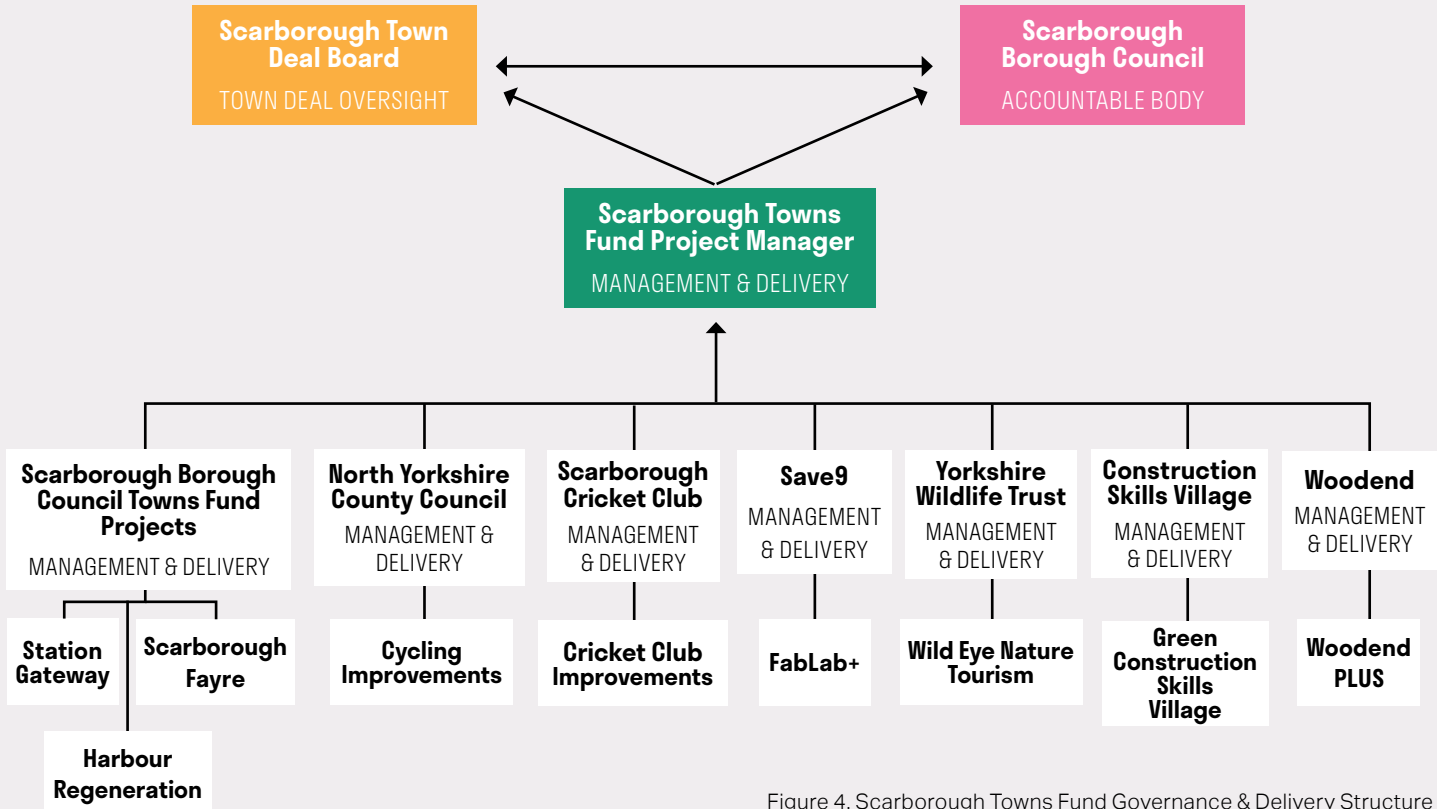 Scarborough Town
Deal Board
TOWN DEAL OVERSIGHT
Scarborough
Borough Council
ACCOUNTABLE BODY
Scarborough Towns
Fund Project Manager
MANAGEMENT & DELIVERY
Scarborough Borough
Council Towns Fund
Projects
MANAGEMENT & DELIVERY
North Yorkshire
County Council
MANAGEMENT &
DELIVERY
Scarborough
Cricket Club
MANAGEMENT
& DELIVERY
Save9
MANAGEMENT
& DELIVERY
Yorkshire
Wildlife Trust
MANAGEMENT
& DELIVERY
Construction
Skills Village
MANAGEMENT
& DELIVERY
Woodend
MANAGEMENT
& DELIVERY
Station
Gateway
Scarborough
Fayre
Harbour
Regeneration
Cycling
Improvements
Cricket Club
Improvements
FabLab+
Wild Eye Nature
Tourism
Green
Construction
Skills
Village
Woodend
PLUS
Figure 4. Scarborough Towns Fund Governance & Delivery Structure